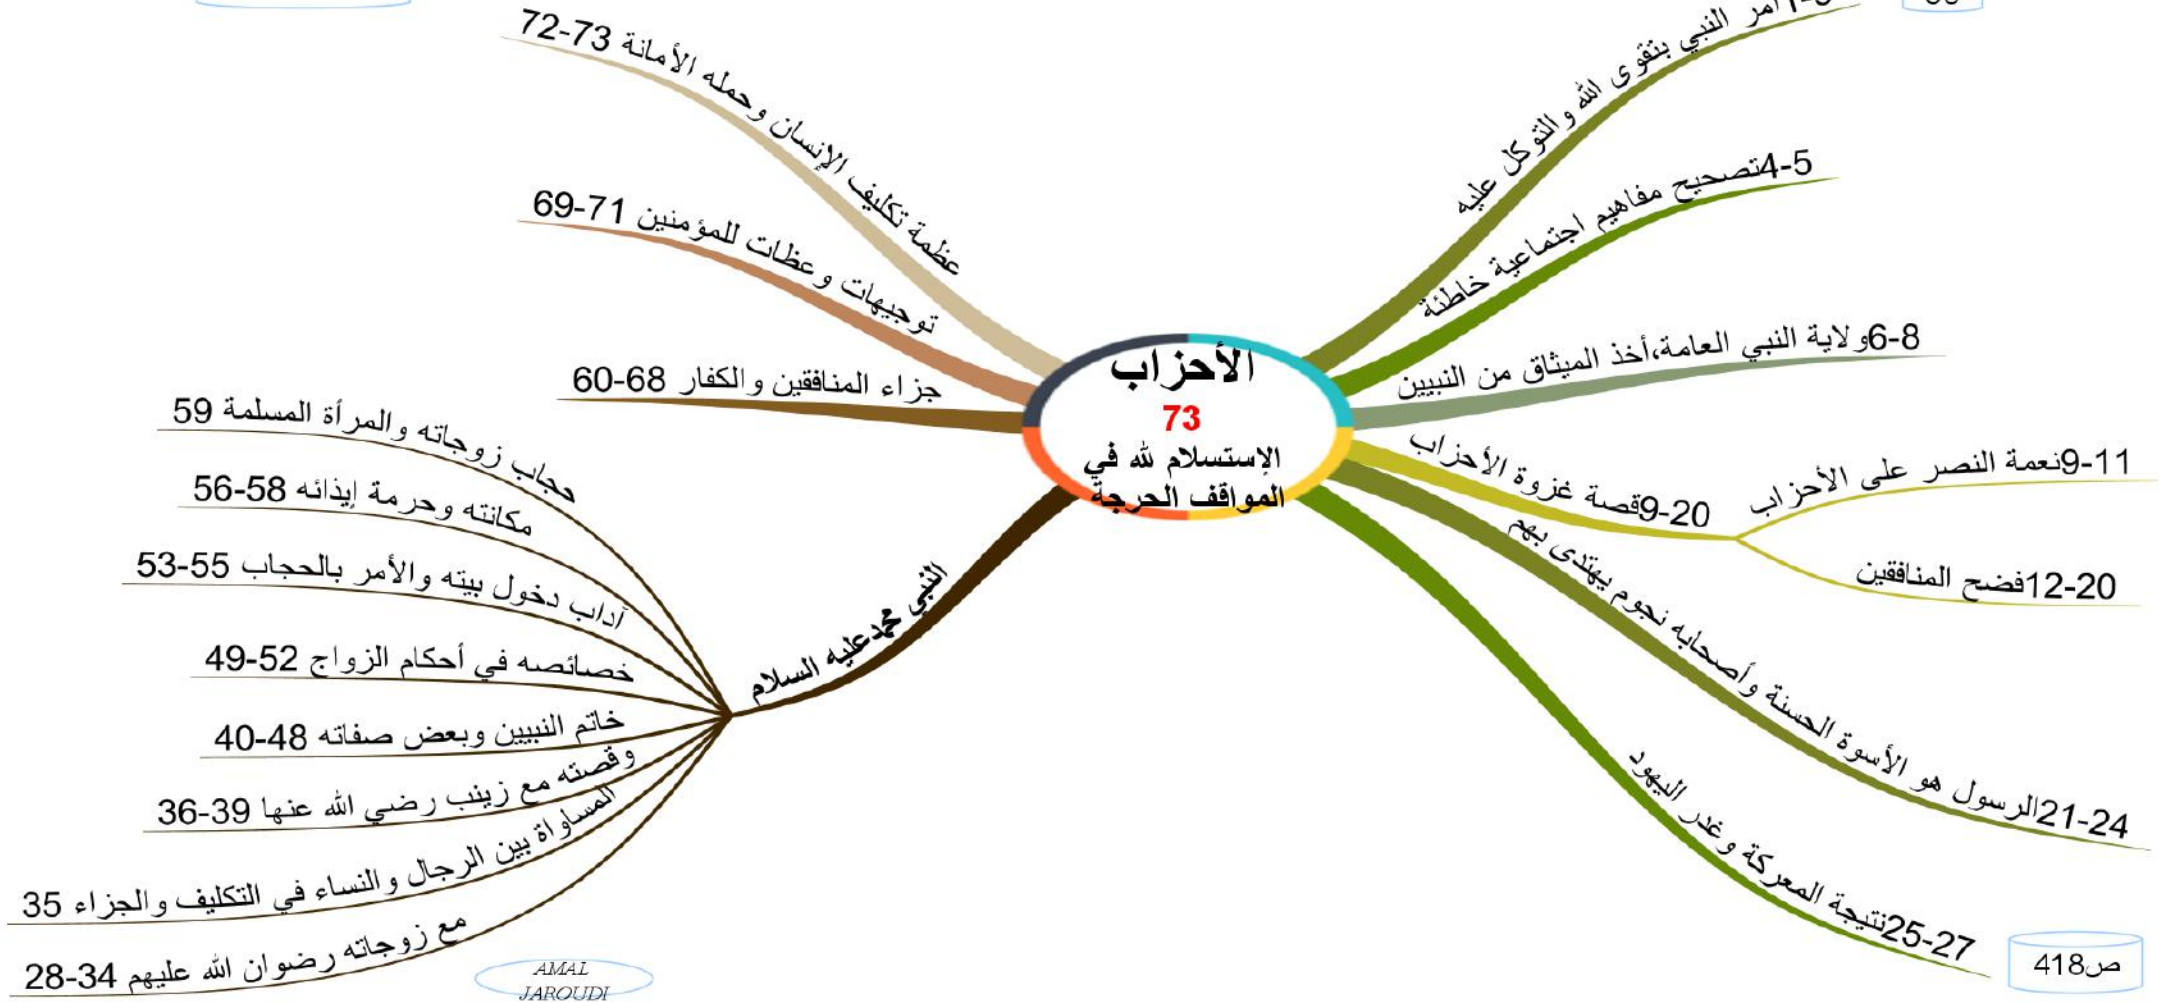 الأحزاب
73
الإستسلام لله في
المواقف الحرجة
أمر النبي بتقوى الله والتوكل عليه
4-5تصحيح مفاهيم اجتماعية خاطئة
6-8ولاية النبي العامة،أخذ الميثاق من النبيين
9-20قصة غزوة الأحزاب
9-11نعمة النصر على الأحزاب
12-20فضح المنافقين
21-24الرسول هو الأسوة الحسنة وأصحابه نجوم يهتدى بهم
25-27نتيجة المعركة وغدر اليهود
ص418
النبي محمد عليه السلام
مع زوجاته رضوان الله عليهم 28-34
المساواة بين الرجال والنساء في التكليف والجزاء 35
وقصته مع زينب رضي الله عنها 36-39
خاتم النبيين وبعض صفاته 40-48
خصائصه في أحكام الزواج 49-52
آداب دخول بيته والأمر بالحجاب 53-55
مكانته وحرمة إيذائه 56-58
حجاب زوجاته والمرأة المسلمة 59
جزاء المنافقين والكفار 60-68
توجيهات وعظات للمؤمنين 69-71
عظمة تكليف الإنسان وحمله الأمانة 72-73
AMAL
JAROUDI